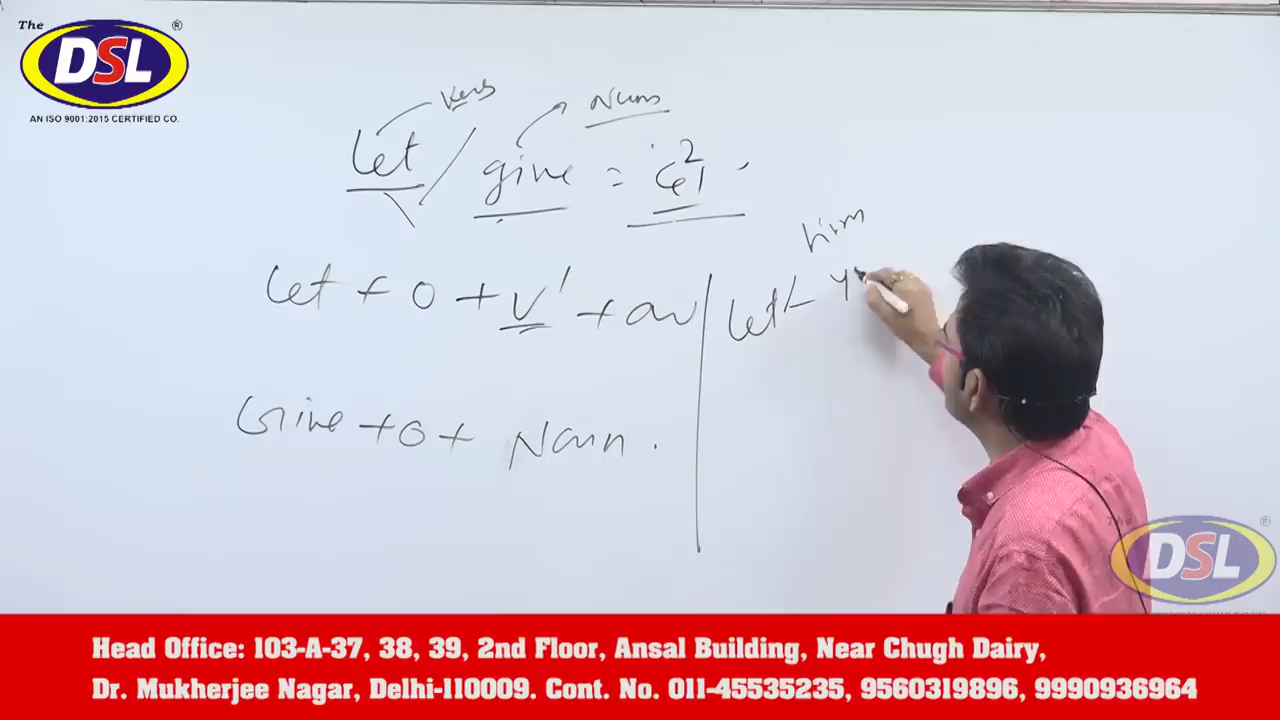 The
DSL
®
AN ISO 9001:2015 CERTIFIED CO.
Verb
Noun
Let / give =
him
Let + O + V¹ + aw
Let
Give + O + Noun.
The
DSL
®
Head Office: 103-A-37, 38, 39, 2nd Floor, Ansal Building, Near Chugh Dairy,
Dr. Mukherjee Nagar, Delhi-110009. Cont. No. 011-45535235, 9560319896, 9990936964